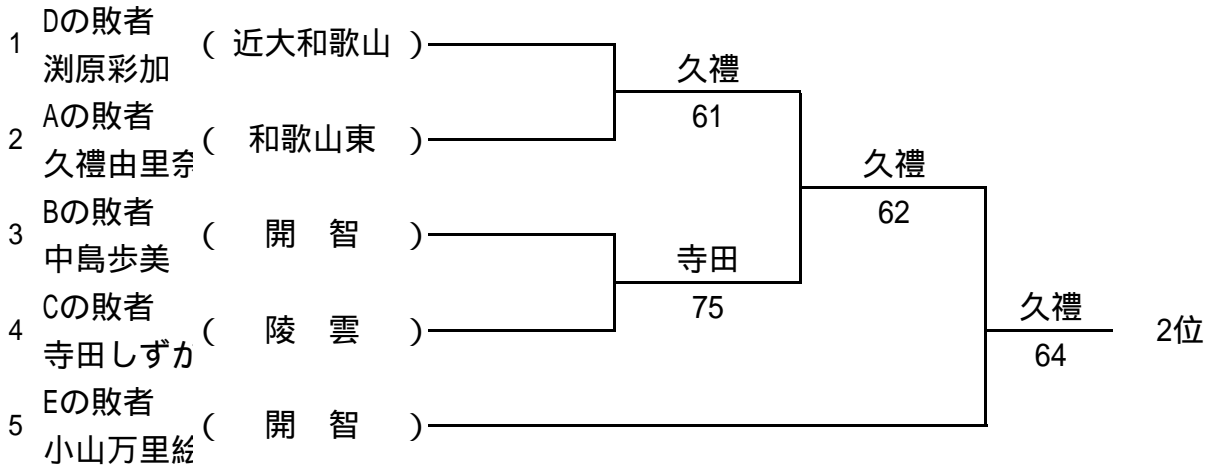 1 Dの敗者
渕原彩加 ( 近大和歌山 )
2 Aの敗者
久禮由里奈 ( 和歌山東 )
久禮
61
3 Bの敗者
中島歩美 ( 開 智 )
4 Cの敗者
寺田しずか ( 陵 雲 )
寺田
75
久禮
62
5 Eの敗者
小山万里絵 ( 開 智 )
久禮
64
2位